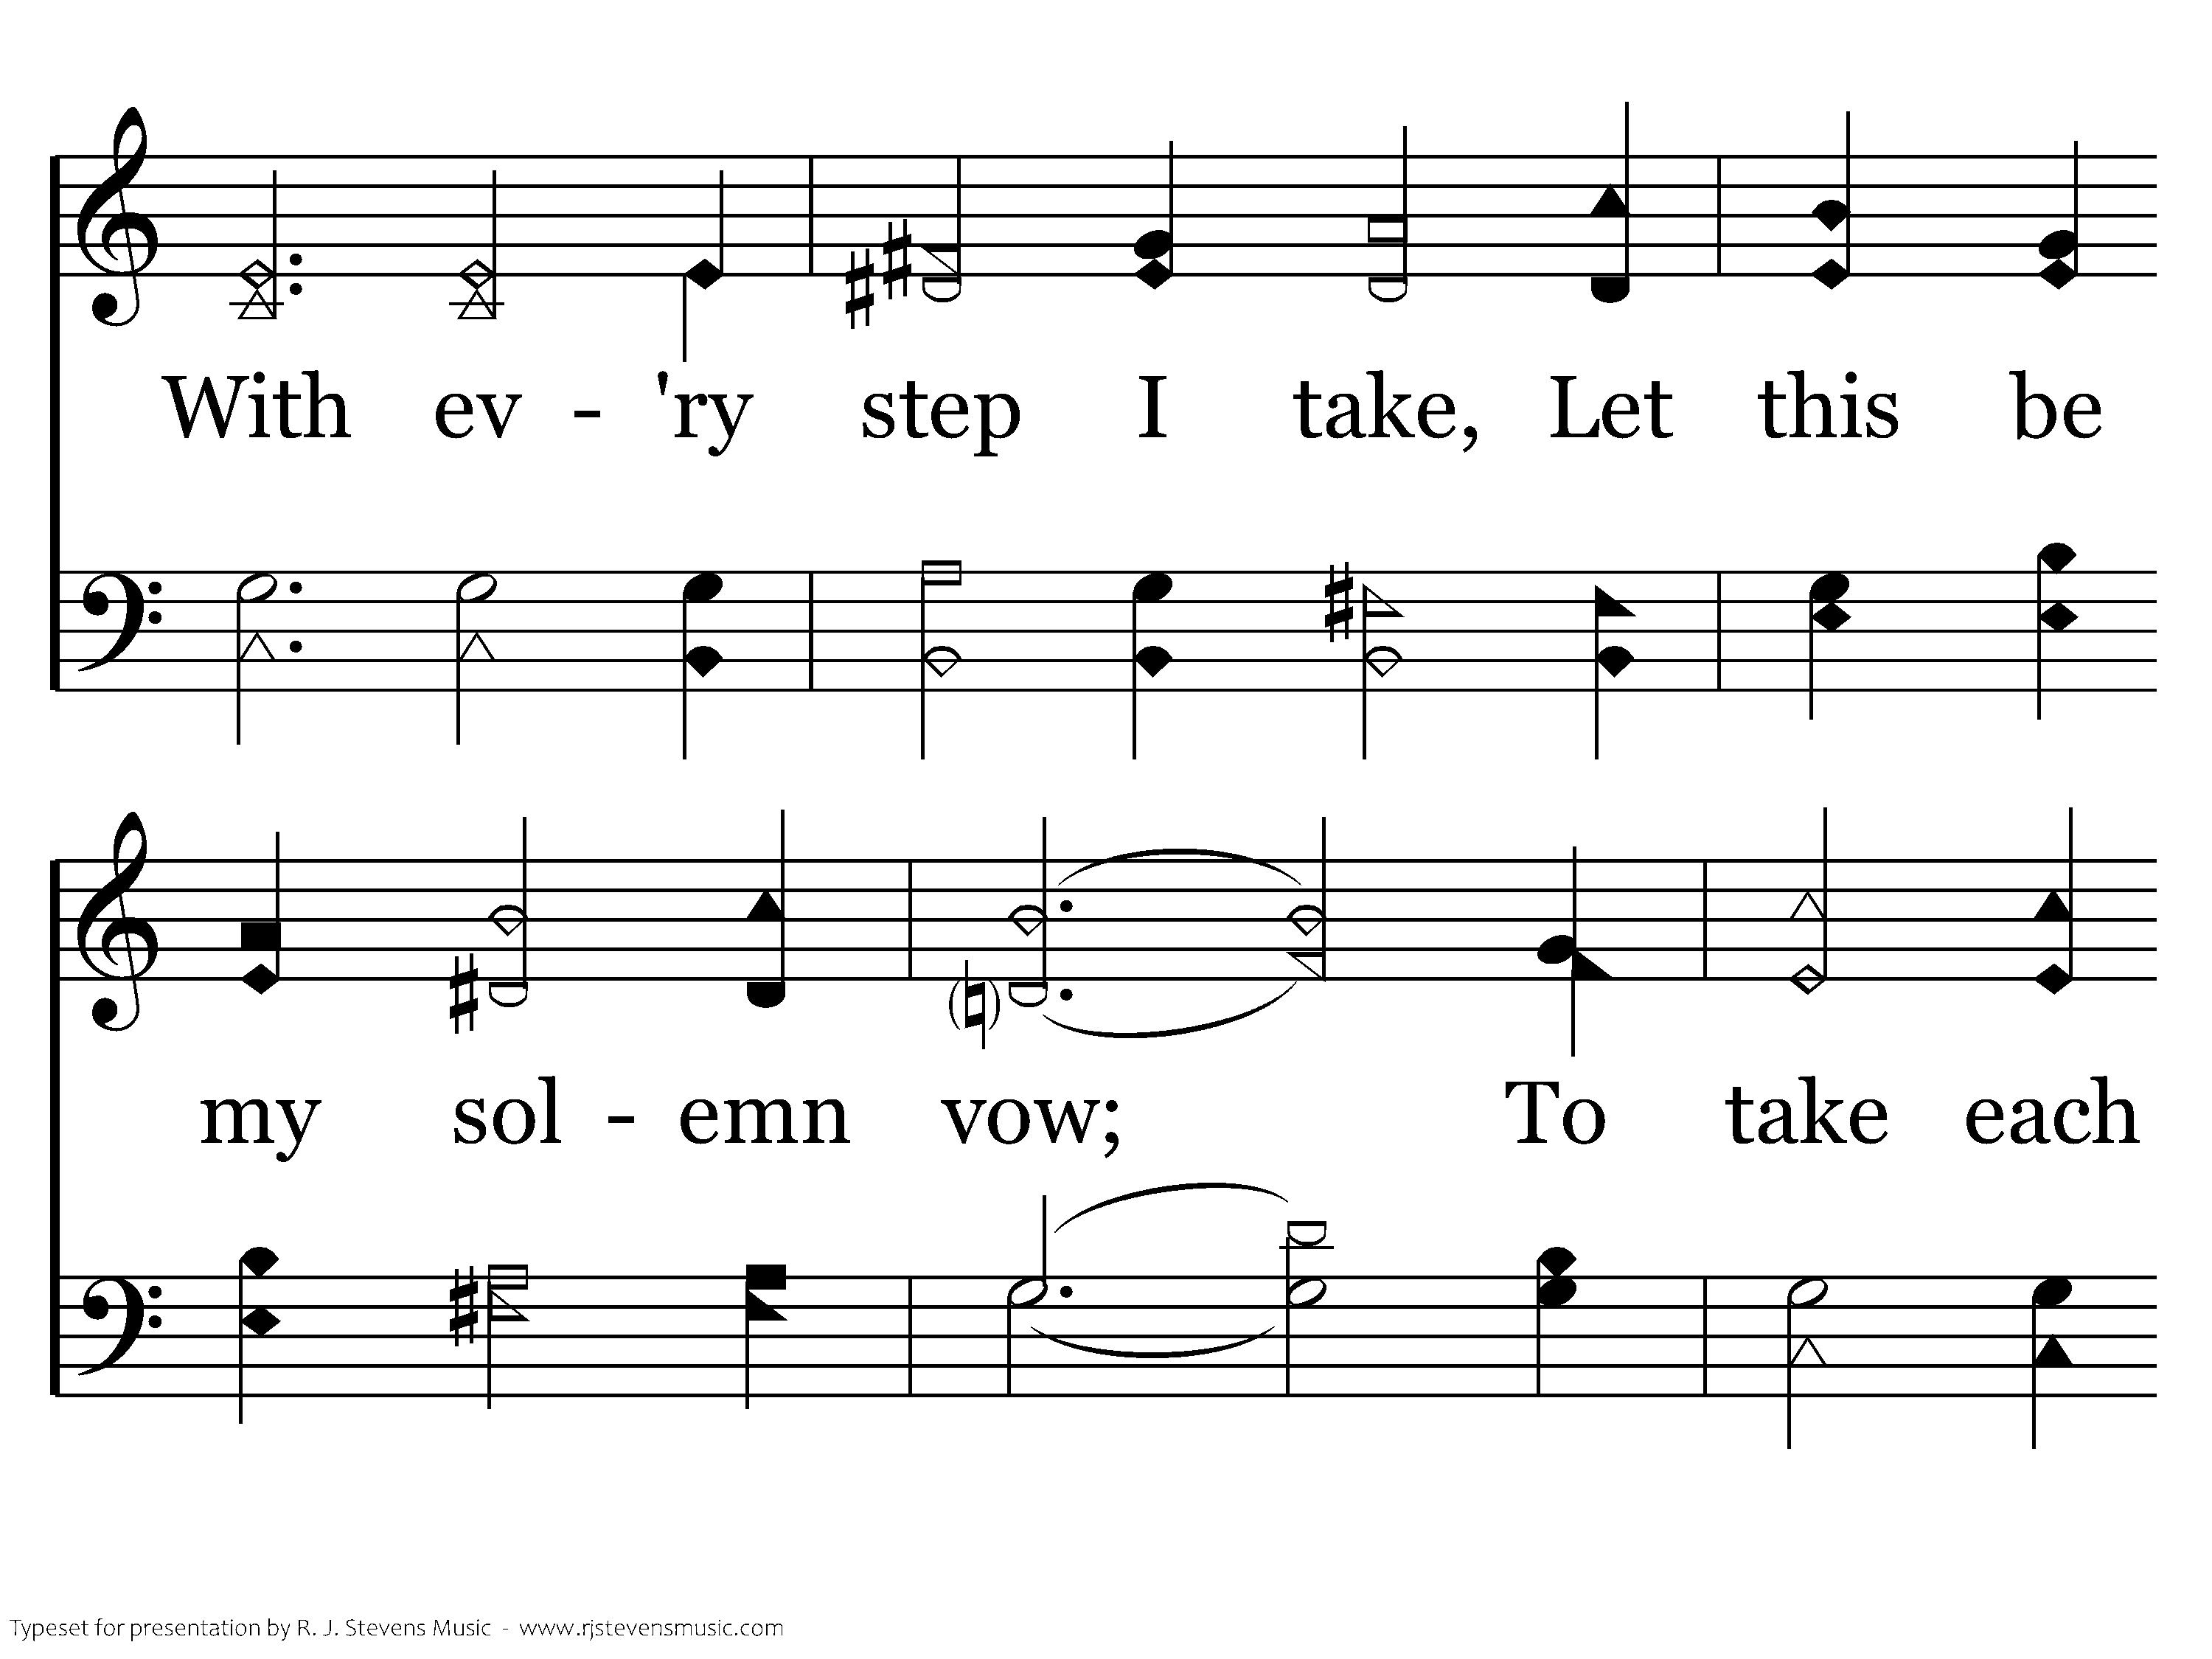 With ev - 'ry step I take, Let this be
my sol - emn vow; To take each
Typeset for presentation by R. J. Stevens Music - www.rjstevensmusic.com